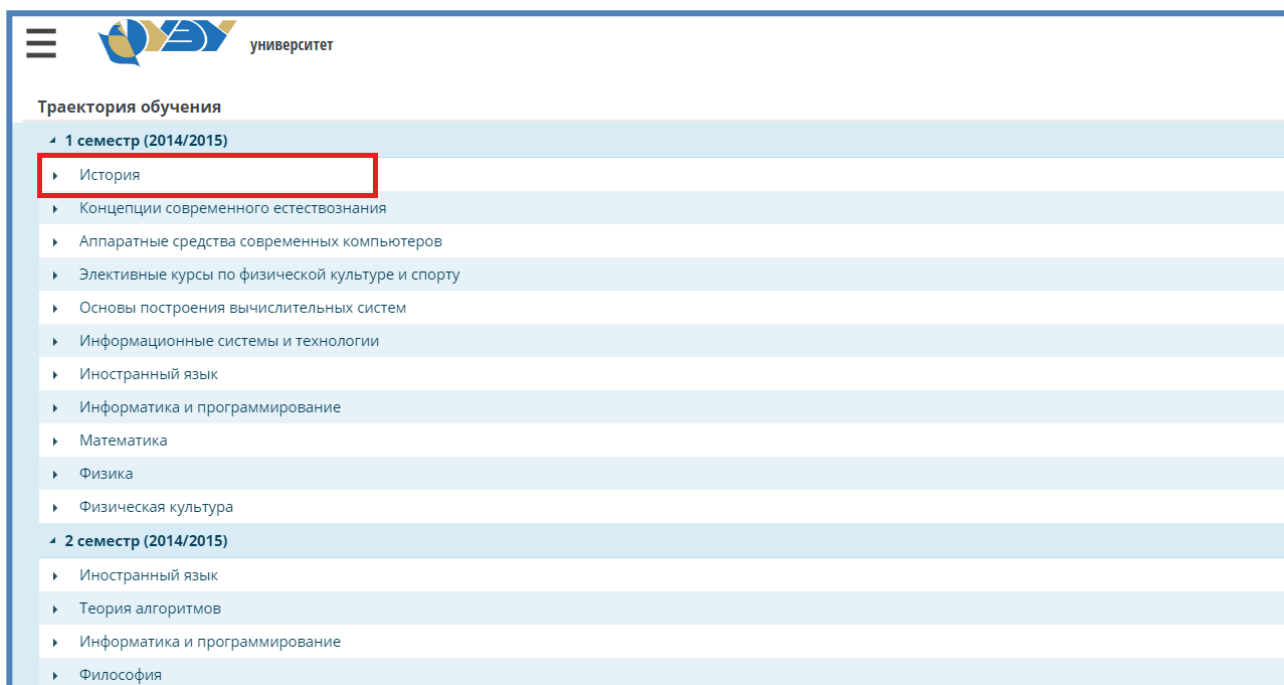 университет
Траектория обучения
1 семестр (2014/2015)
История
Концепции современного естествознания
Аппаратные средства современных компьютеров
Элективные курсы по физической культуре и спорту
Основы построения вычислительных систем
Информационные системы и технологии
Иностранный язык
Информатика и программирование
Математика
Физика
Физическая культура
2 семестр (2014/2015)
Иностранный язык
Теория алгоритмов
Информатика и программирование
Философия